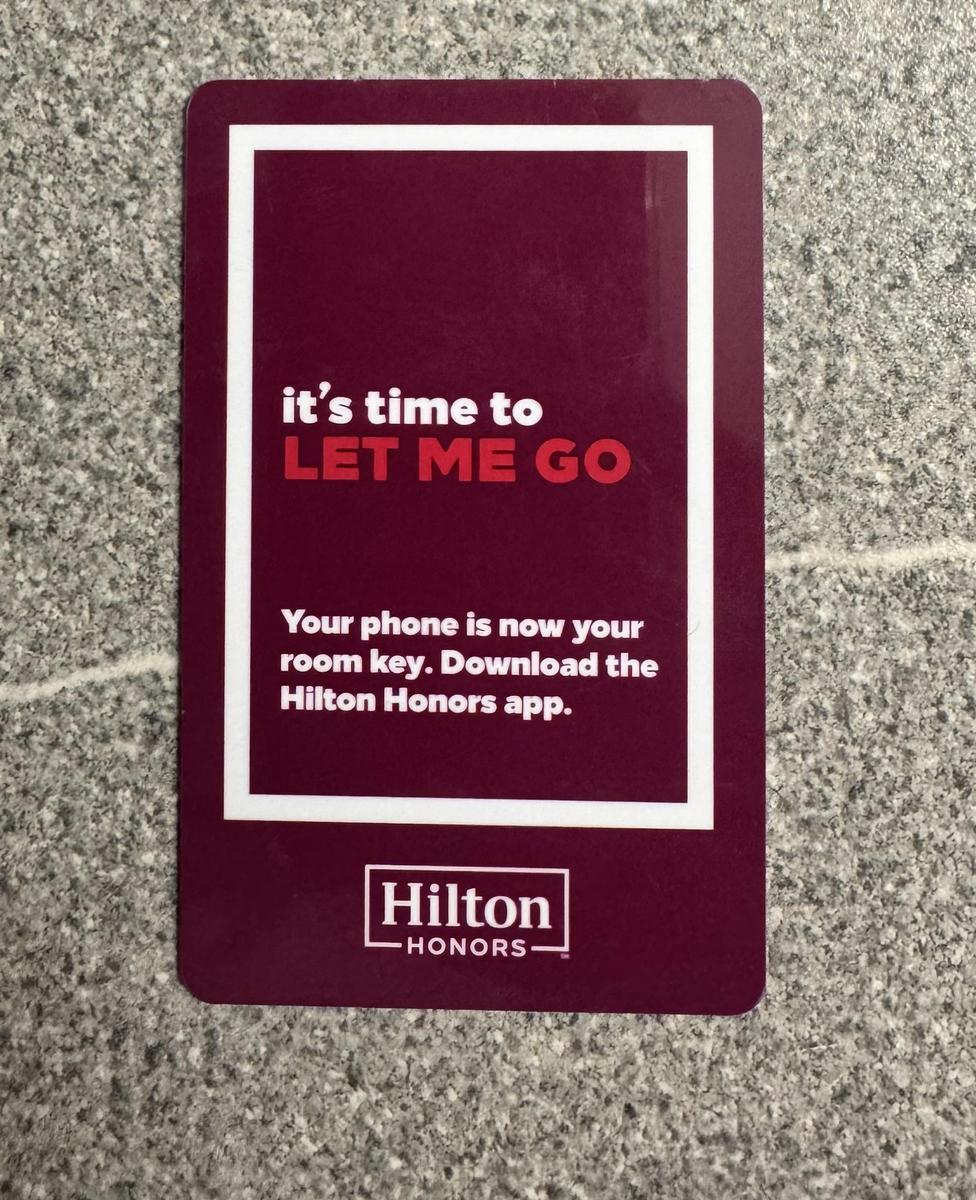 it's time to
LET ME GO
Your phone is now your
room key. Download the
Hilton Honors app.
Hilton
HONORS